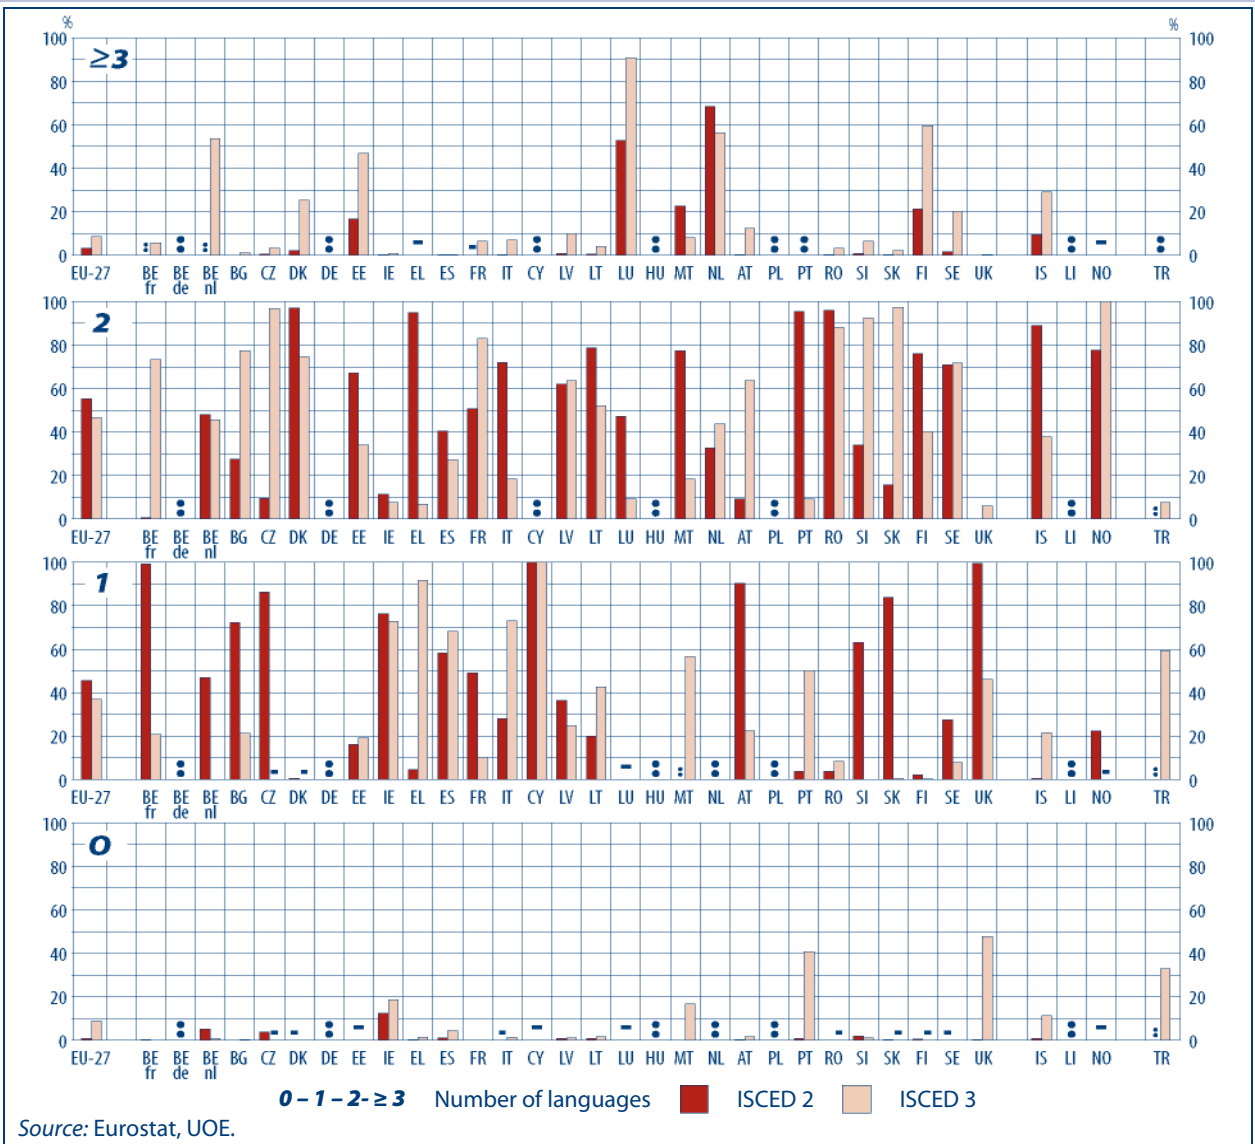 % %
100 ≥3 100
80 80
60 60
40 40
20 20
0 0
EU-27 BE fr BE de BE nl BG CZ DK DE EE IE EL ES FR IT CY LV LT LU HU MT NL AT PL PT RO SI SK FI SE UK IS LI NO TR
100 2 100
80 80
60 60
40 40
20 20
0 0
EU-27 BE fr BE de BE nl BG CZ DK DE EE IE EL ES FR IT CY LV LT LU HU MT NL AT PL PT RO SI SK FI SE UK IS LI NO TR
100 1 100
80 80
60 60
40 40
20 20
0 0
EU-27 BE fr BE de BE nl BG CZ DK DE EE IE EL ES FR IT CY LV LT LU HU MT NL AT PL PT RO SI SK FI SE UK IS LI NO TR
100 0 100
80 80
60 60
40 40
20 20
0 0
EU-27 BE fr BE de BE nl BG CZ DK DE EE IE EL ES FR IT CY LV LT LU HU MT NL AT PL PT RO SI SK FI SE UK IS LI NO TR
0 – 1 – 2- ≥ 3 Number of languages ISCED 2 ISCED 3
Source: Eurostat, UOE.